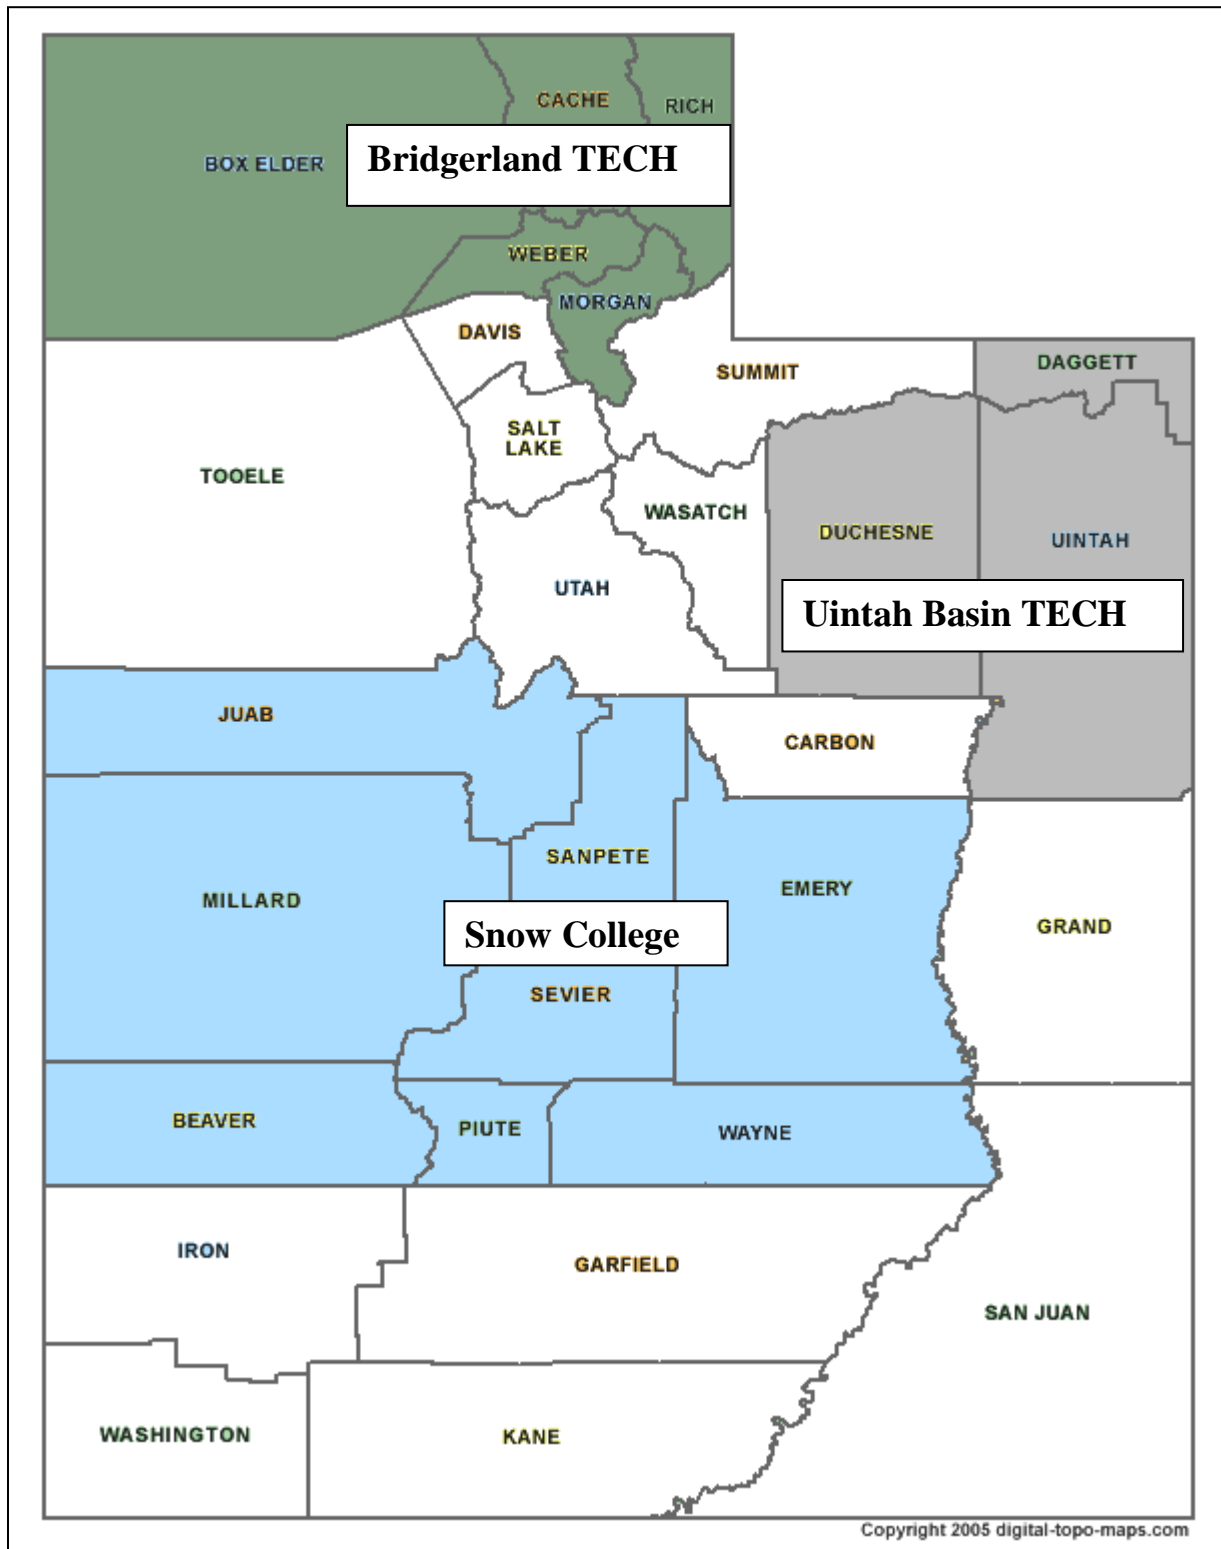 CACHE
RICH
Bridgerland TECH
BOX ELDER
WEBER
MORGAN
DAVIS
SUMMIT
DAGGETT
SALT
LAKE
TOOELE
WASATCH
DUCHESNE
UINTAH
UTAH
Uintah Basin TECH
JUAB
CARBON
SANPETE
EMERY
MILLARD
GRAND
Snow College
SEVIER
BEAVER
PIUTE
WAYNE
IRON
GARFIELD
SAN JUAN
WASHINGTON
KANE
Copyright 2005 digital-topo-maps.com